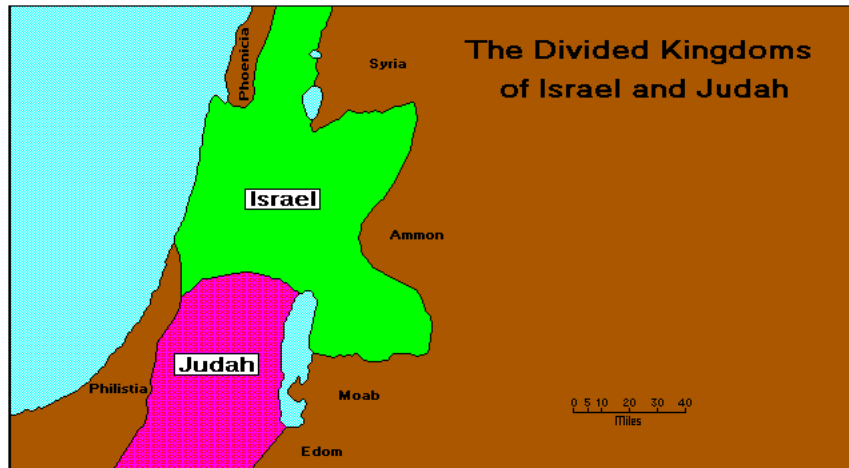 The Divided Kingdoms
of Israel and Judah
Phoenicia
Syria
Israel
Ammon
Judah
Philistia
Moab
Edom
0 5 10 20 30 40
Miles